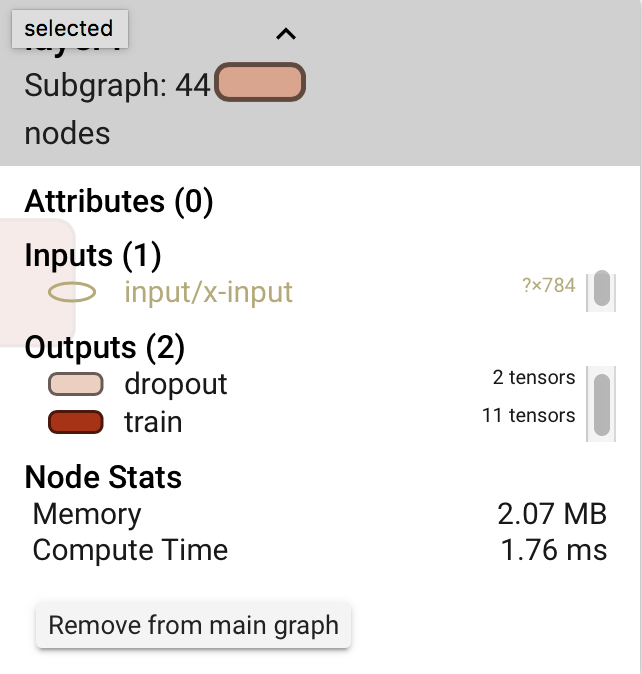 selected
Subgraph: 44
nodes
Attributes (0)
Inputs (1)
input/x-input ?×784
Outputs (2)
dropout 2 tensors
train 11 tensors
Node Stats
Memory 2.07 MB
Compute Time 1.76 ms
Remove from main graph